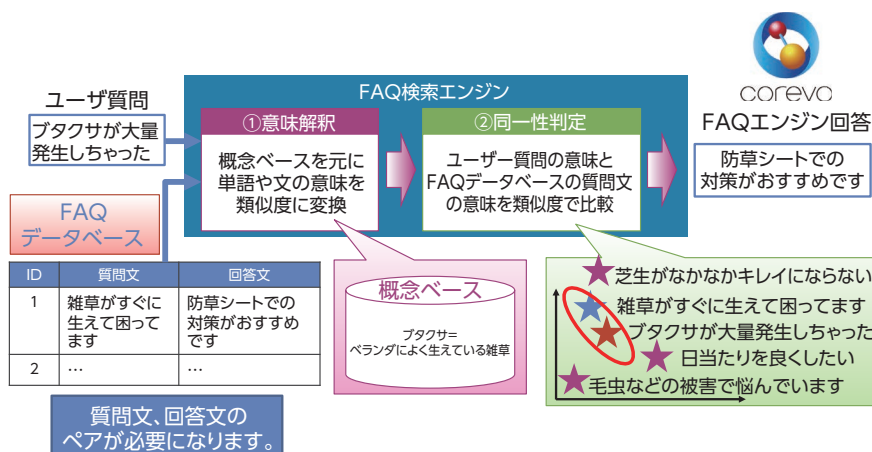 corevo
FAQ検索エンジン
ユーザ質問
ブタクサが大量
発生しちゃった
①意味解釈
概念ベースを元に
単語や文の意味を
類似度に変換
②同一性判定
ユーザー質問の意味と
FAQデータベースの質問文
の意味を類似度で比較
FAQエンジン回答
防草シートでの
対策がおすすめです
FAQ
データベース
ID 質問文 回答文
1 雑草がすぐに
生えて困って
ます
防草シートでの
対策がおすすめ
です
2 … …
質問文、回答文の
ペアが必要になります。
概念ベース
ブタクサ=
ベランダによく生えている雑草
芝生がなかなかキレイにならない
雑草がすぐに生えて困ってます
ブタクサが大量発生しちゃった
日当たりを良くしたい
毛虫などの被害で悩んでいます